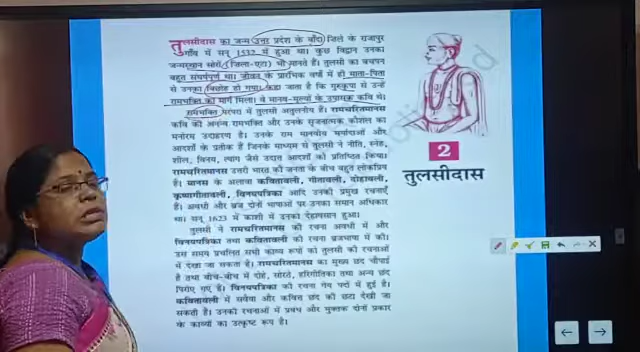 तुलसीदास का जन्म उत्तर प्रदेश के बाँदा जिले के राजापुर
गाँव में सन् 1532 में हुआ था। कुछ विद्वान उनका
जन्मस्थान सोरों (जिला-एटा) भी मानते हैं। तुलसी का बचपन
बहुत संघर्षपूर्ण था। जीवन के प्रारंभिक वर्षों में ही माता-पिता
से उनका बिछोह हो गया। कहा जाता है कि गुरुकृपा से उन्हें
रामभक्ति का मार्ग मिला। वे मानव-मूल्यों के उपासक कवि थे।
रामभक्ति परंपरा में तुलसी अतुलनीय हैं। रामचरितमानस
कवि की अनन्य रामभक्ति और उनके सृजनात्मक कौशल का
मनोरम उदाहरण है। उनके राम मानवीय मर्यादाओं और
आदर्शों के प्रतीक हैं जिनके माध्यम से तुलसी ने नीति, स्नेह,
शील, विनय, त्याग जैसे उदात्त आदर्शों को प्रतिष्ठित किया।
रामचरितमानस उत्तरी भारत की जनता के बीच बहुत लोकप्रिय
है। मानस के अलावा कवितावली, गीतावली, दोहावली,
कृष्णगीतावली, विनयपत्रिका आदि उनकी प्रमुख रचनाएँ
हैं। अवधी और ब्रज दोनों भाषाओं पर उनका समान अधिकार
था। सन् 1623 में काशी में उनका देहावसान हुआ।
तुलसी ने रामचरितमानस की रचना अवधी में और
विनयपत्रिका तथा कवितावली की रचना ब्रजभाषा में की।
उस समय प्रचलित सभी काव्य रूपों को तुलसी की रचनाओं
में देखा जा सकता है। रामचरितमानस का मुख्य छंद चौपाई
है तथा बीच-बीच में दोहे, सोरठे, हरिगीतिका तथा अन्य छंद
पिरोए गए हैं। विनयपत्रिका की रचना गेय पदों में हुई है।
कवितावली में सवैया और कवित्त छंद की छटा देखी जा
सकती है। उनकी रचनाओं में प्रबंध और मुक्तक दोनों प्रकार
के काव्यों का उत्कृष्ट रूप है।
2
तुलसीदास